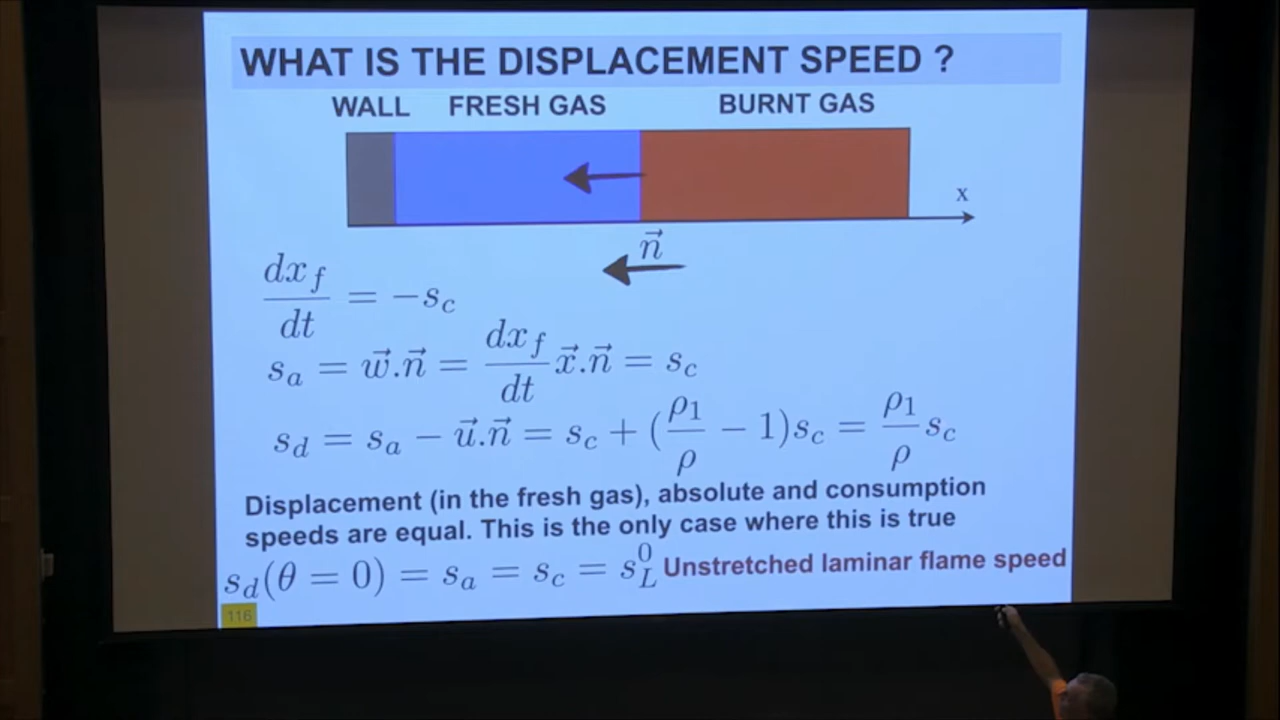 WHAT IS THE DISPLACEMENT SPEED ?
WALL FRESH GAS BURNT GAS
x
n⃗
dx_f/dt = −s_c
s_a = w⃗.n⃗ = dx_f/dt x⃗.n⃗ = s_c
s_d = s_a − u⃗.n⃗ = s_c + (ρ₁/ρ − 1)s_c = ρ₁/ρ s_c
Displacement (in the fresh gas), absolute and consumption
speeds are equal. This is the only case where this is true
s_d(θ = 0) = s_a = s_c = s_L^0 Unstretched laminar flame speed
116